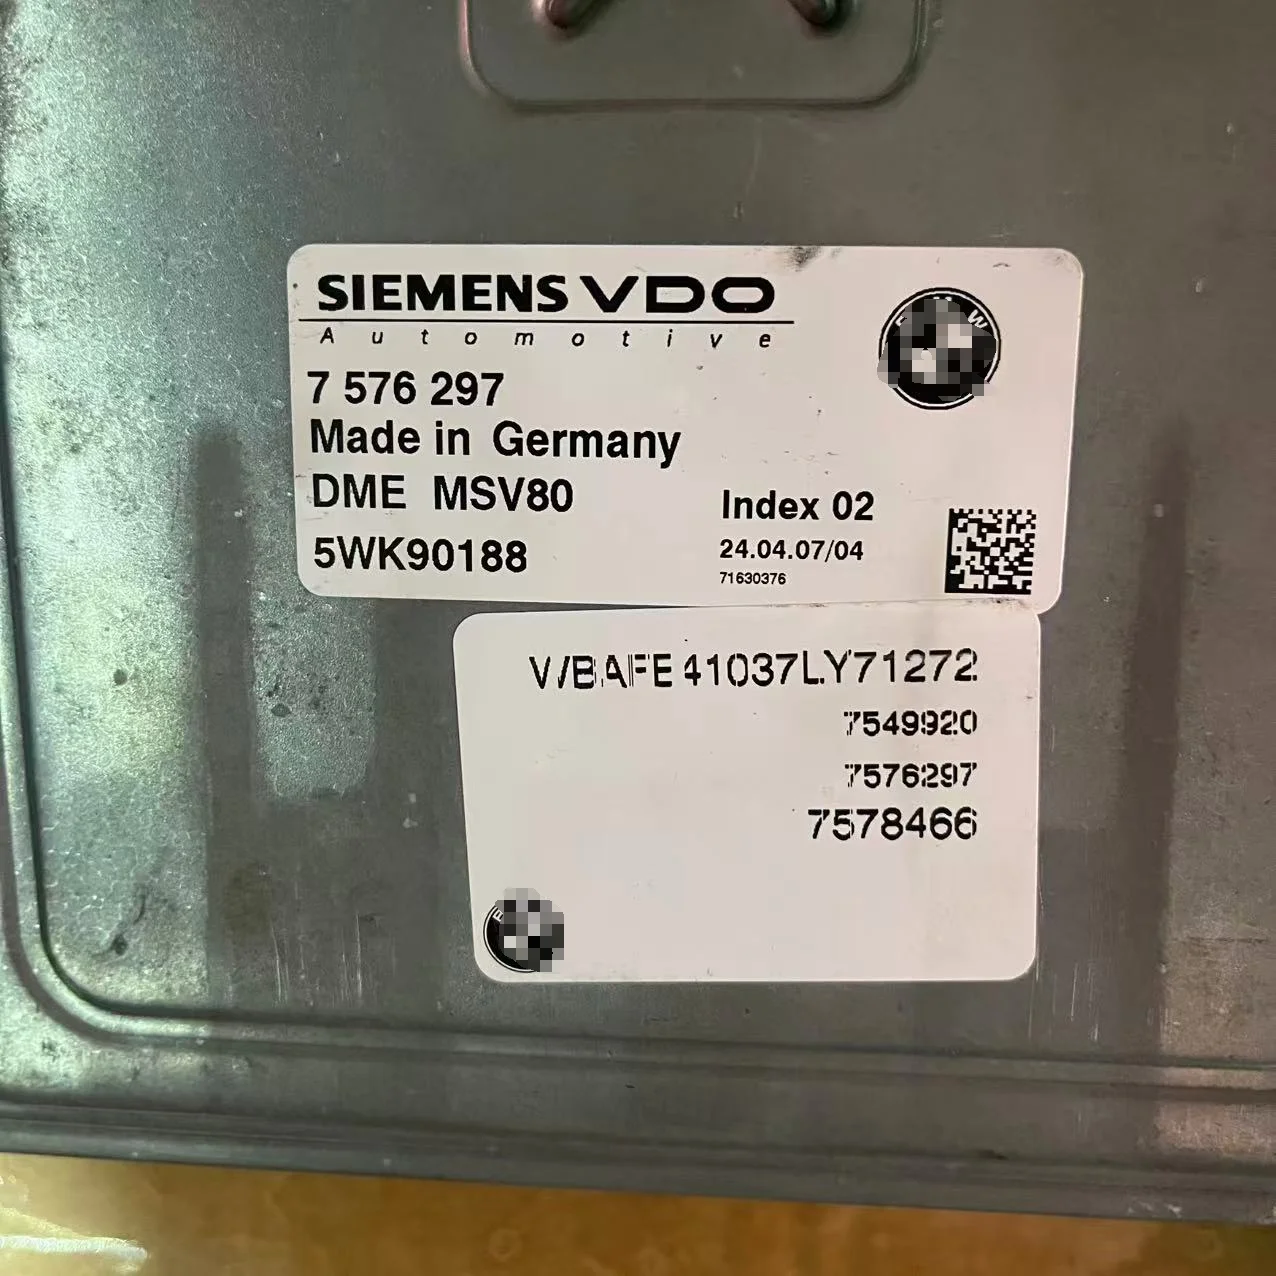 SIEMENS VDO
Automotive
7 576 297
Made in Germany
DME MSV80
5WK90188
Index 02
24.04.07/04
71630376
WBAFE41037LY71272
7549920
7576297
7578466